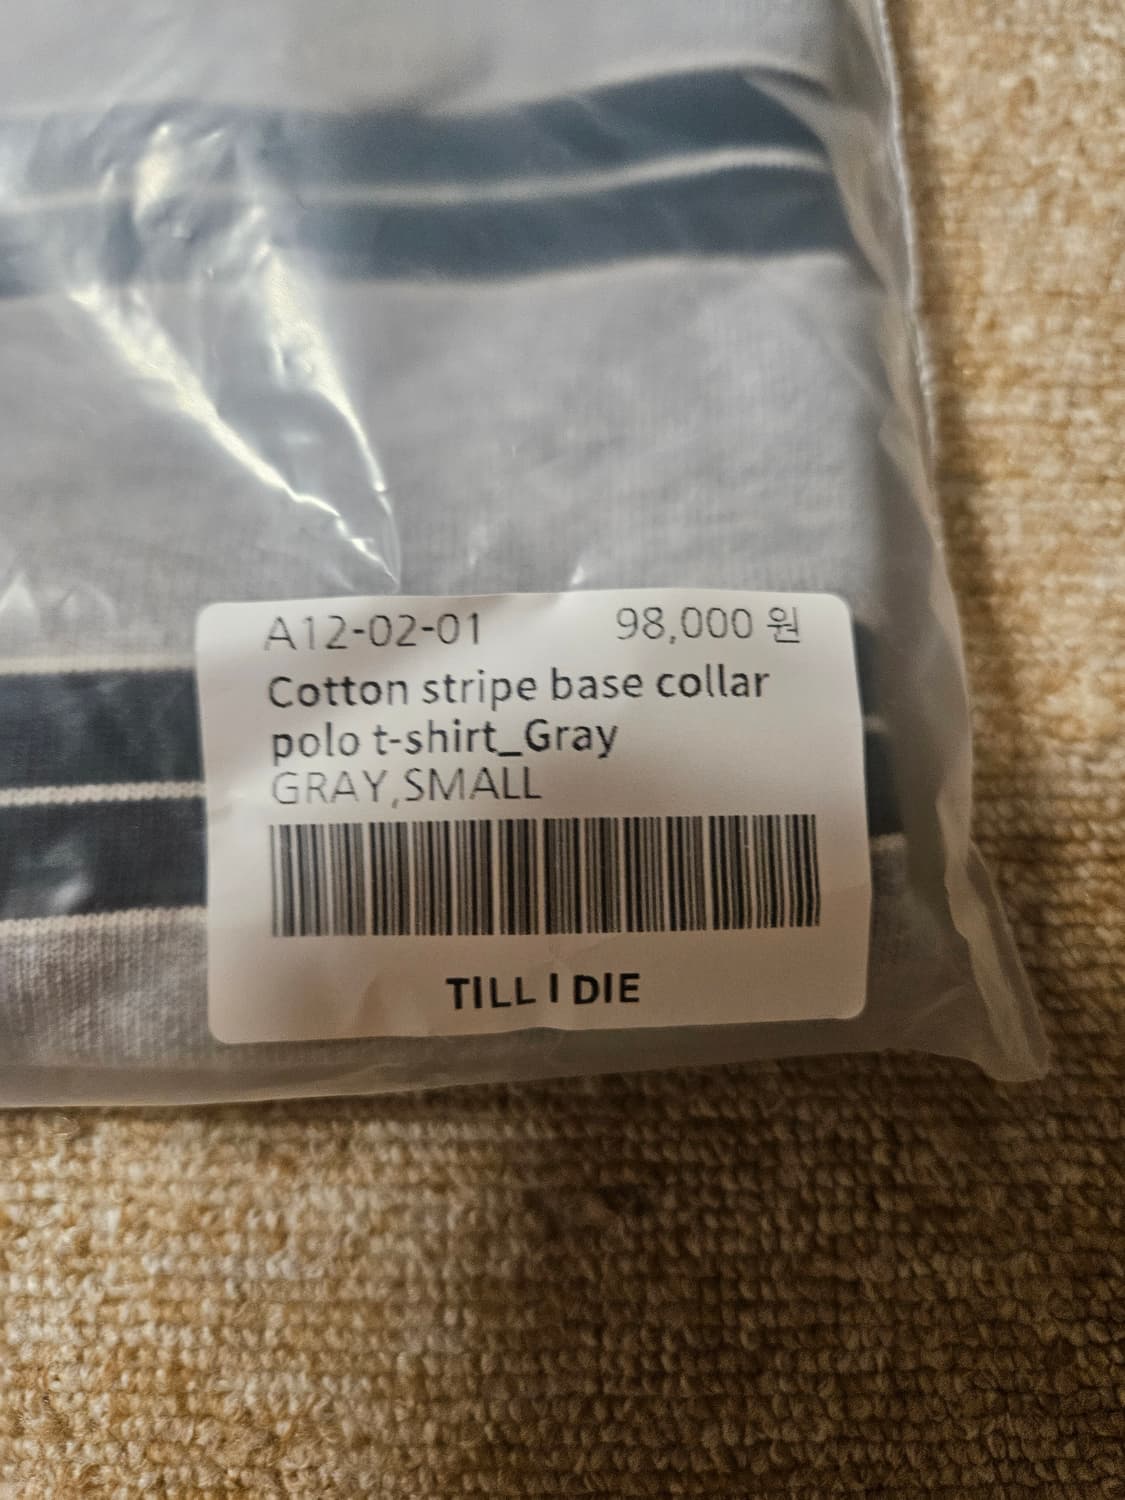 A12-02-01 98,000 원
Cotton stripe base collar
polo t-shirt_Gray
GRAY,SMALL
TILL I DIE